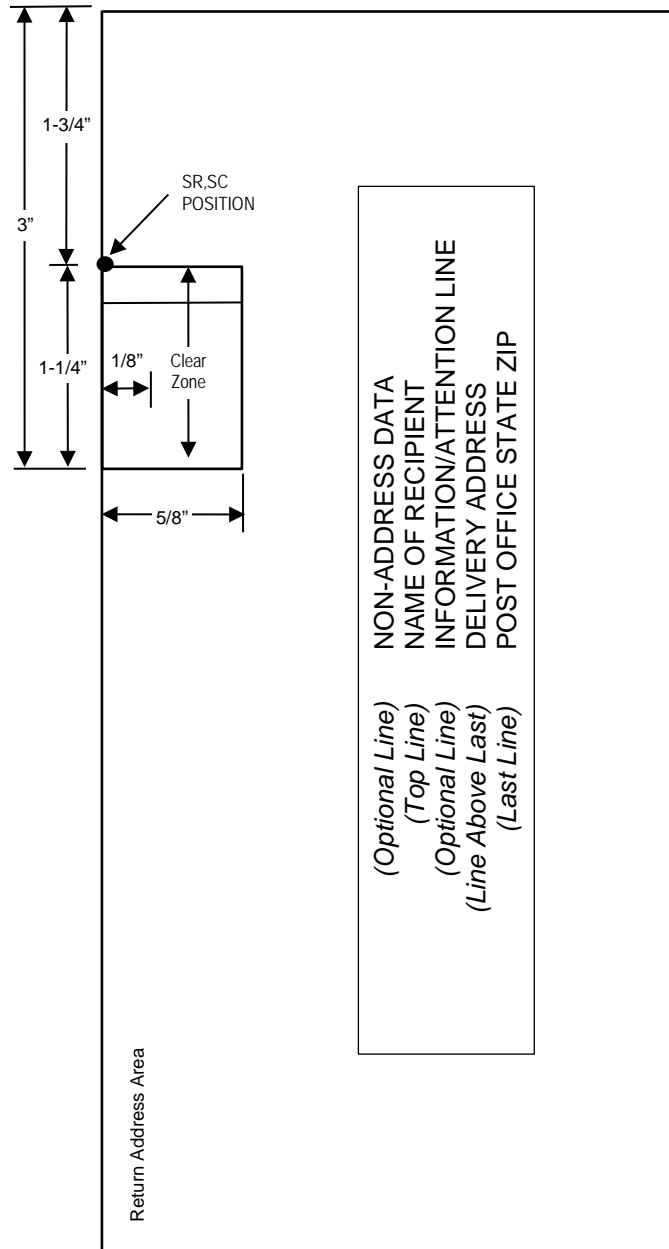 1-3/4”
3”
SR,SC
POSITION
1-1/4”
1/8”
Clear
Zone
5/8”
(Optional Line) NON-ADDRESS DATA
(Top Line) NAME OF RECIPIENT
(Optional Line) INFORMATION/ATTENTION LINE
(Line Above Last) DELIVERY ADDRESS
(Last Line) POST OFFICE STATE ZIP
Return Address Area